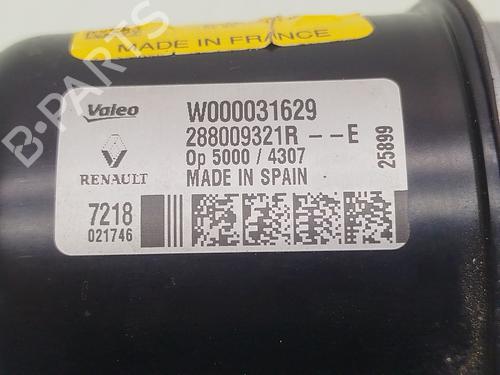 MADE IN FRANCE
B-PARTS
Valeo
W000031629
288009321R -- E
Op 5000 / 4307
RENAULT
MADE IN SPAIN
25899
7218
021746